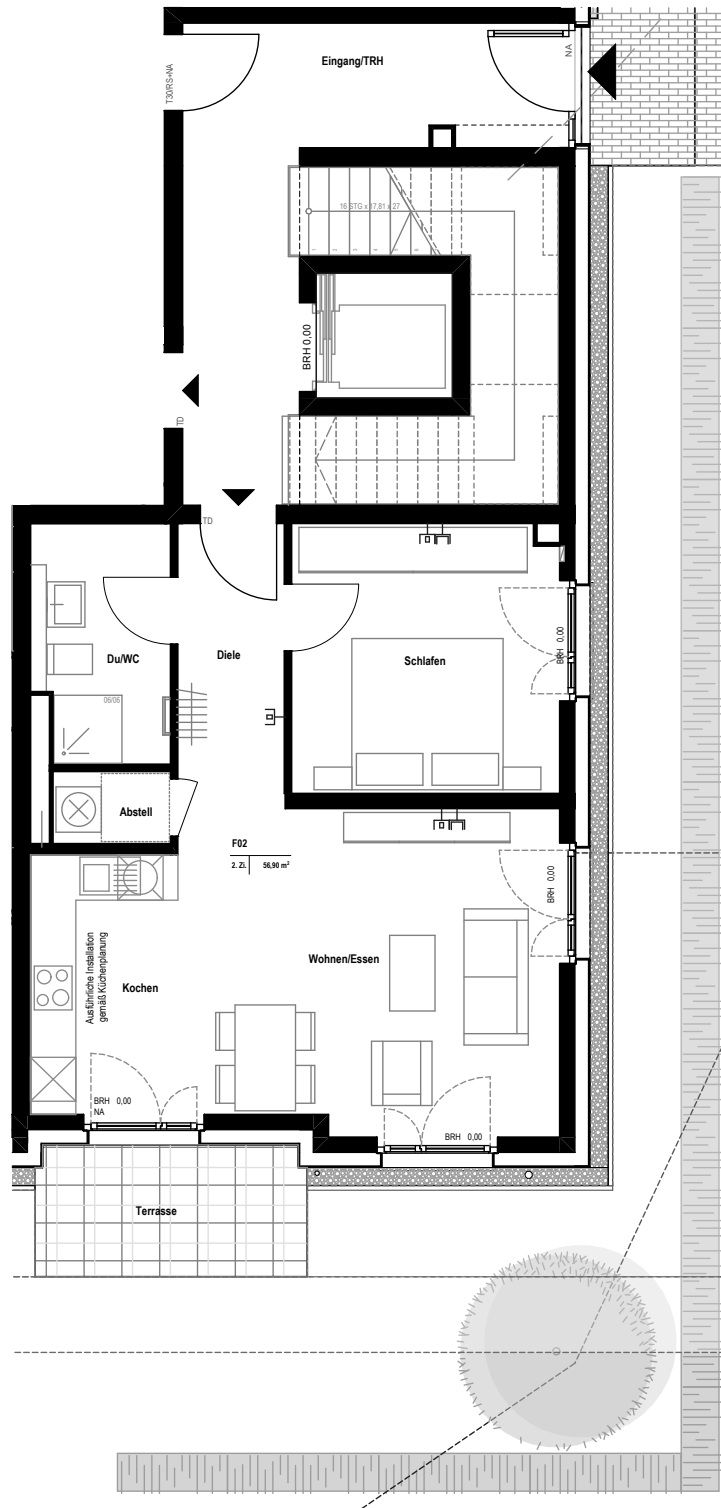 Eingang/TRH
NA
T30/RS+NA
16 STG x 17,81 x 27
BRH 0,00
TD
TD
Du/WC
Diele
Schlafen
BRH 0,00
06/06
Abstell
F02
2. Zi. 56,90 m²
BRH 0,00
Ausführliche Installation
gemäß Küchenplanung
Kochen
Wohnen/Essen
BRH 0,00
NA
BRH 0,00
Terrasse